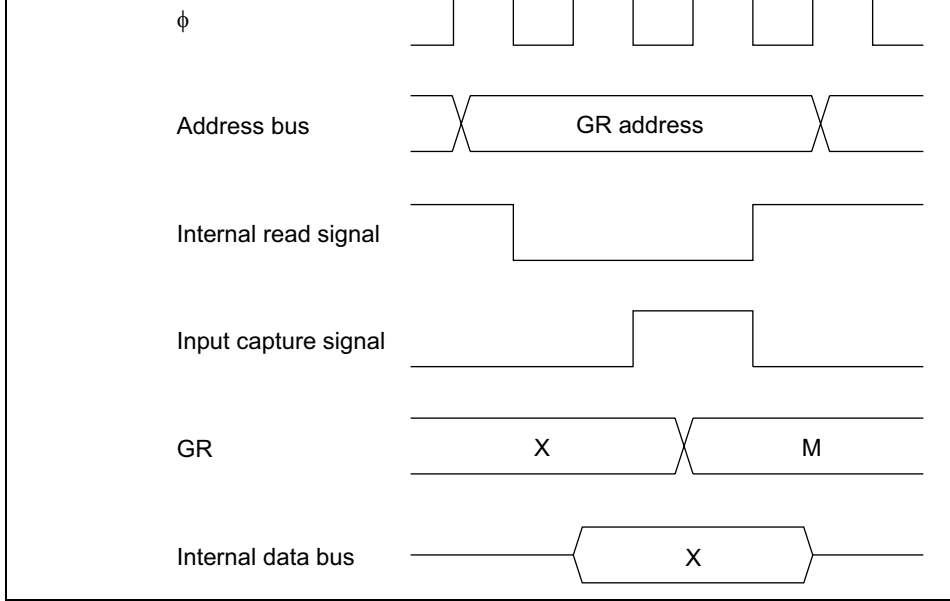 ϕ
Address bus
GR address
Internal read signal
Input capture signal
GR
X
M
Internal data bus
X